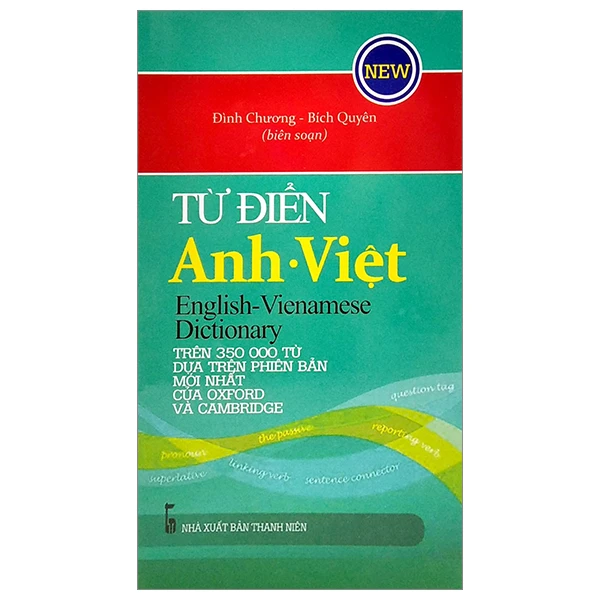 NEW
Đình Chương - Bích Quyên
(biên soạn)
TỪ ĐIỂN
Anh·Việt
English-Vienamese
Dictionary
TRÊN 350 000 TỪ
DỰA TRÊN PHIÊN BẢN
MỚI NHẤT
CỦA OXFORD
VÀ CAMBRIDGE
question tag
the passive
reporting verb
pronoun
superlative
linking verb
sentence connector
NHÀ XUẤT BẢN THANH NIÊN